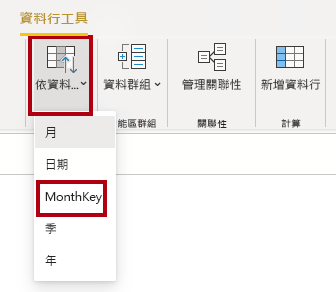 資料行工具
依資料...
資料群組
管理關聯性
新增資料行
能區群組
關聯性
計算
月
日期
MonthKey
季
年